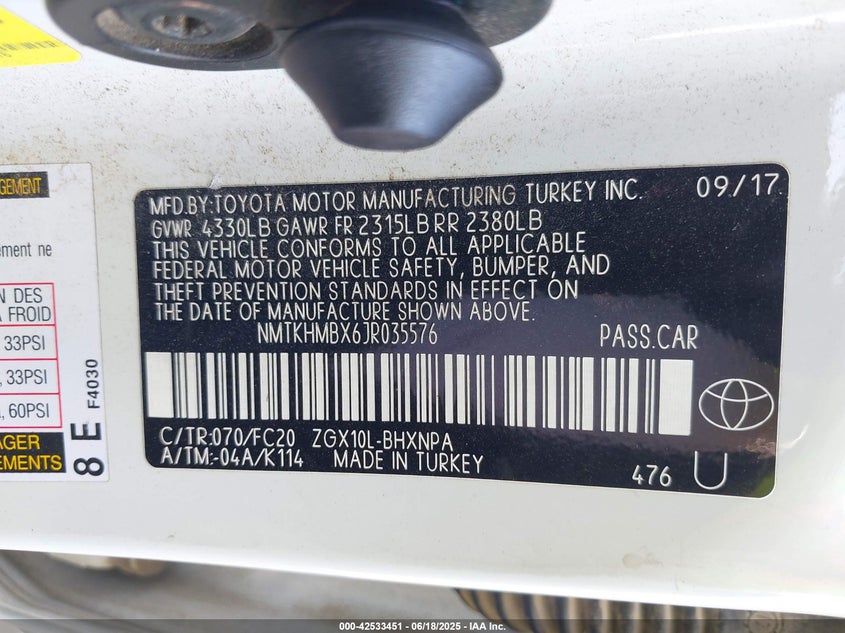 MFD.BY:TOYOTA MOTOR MANUFACTURING TURKEY INC. 09/17
GVWR 4330LB GAWR FR 2315LB RR 2380LB
THIS VEHICLE CONFORMS TO ALL APPLICABLE
FEDERAL MOTOR VEHICLE SAFETY, BUMPER, AND
THEFT PREVENTION STANDARDS IN EFFECT ON
THE DATE OF MANUFACTURE SHOWN ABOVE.
NMTKHMBX6JR035576 PASS.CAR
C/TR:070/FC20 ZGX10L-BHXNPA
A/TM:-04A/K114 MADE IN TURKEY
476 U
GEMENT
ement ne
N DES
A FROID
33PSI
, 33PSI
a, 60PSI
AGER
EMENTS
8 E
F4030
000-42533451 - 06/18/2025 - IAA Inc.